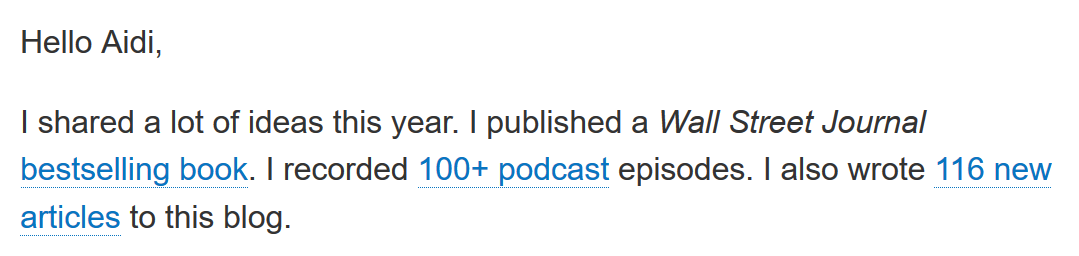 Hello Aidi,
I shared a lot of ideas this year. I published a Wall Street Journal
bestselling book. I recorded 100+ podcast episodes. I also wrote 116 new
articles to this blog.